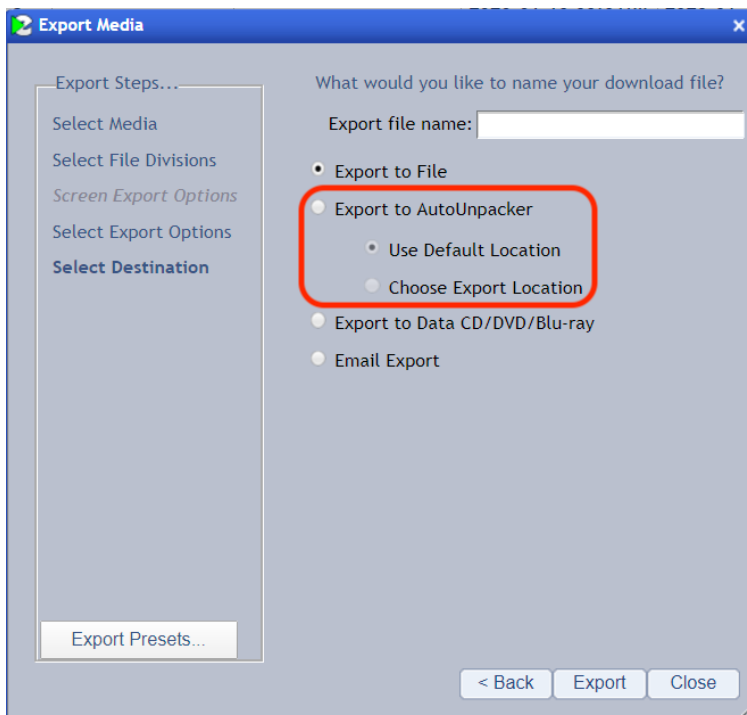 Export Media
Export Steps...
Select Media
Select File Divisions
Screen Export Options
Select Export Options
Select Destination
Export Presets...
What would you like to name your download file?
Export file name:
Export to File
Export to AutoUnpacker
Use Default Location
Choose Export Location
Export to Data CD/DVD/Blu-ray
Email Export
< Back
Export
Close